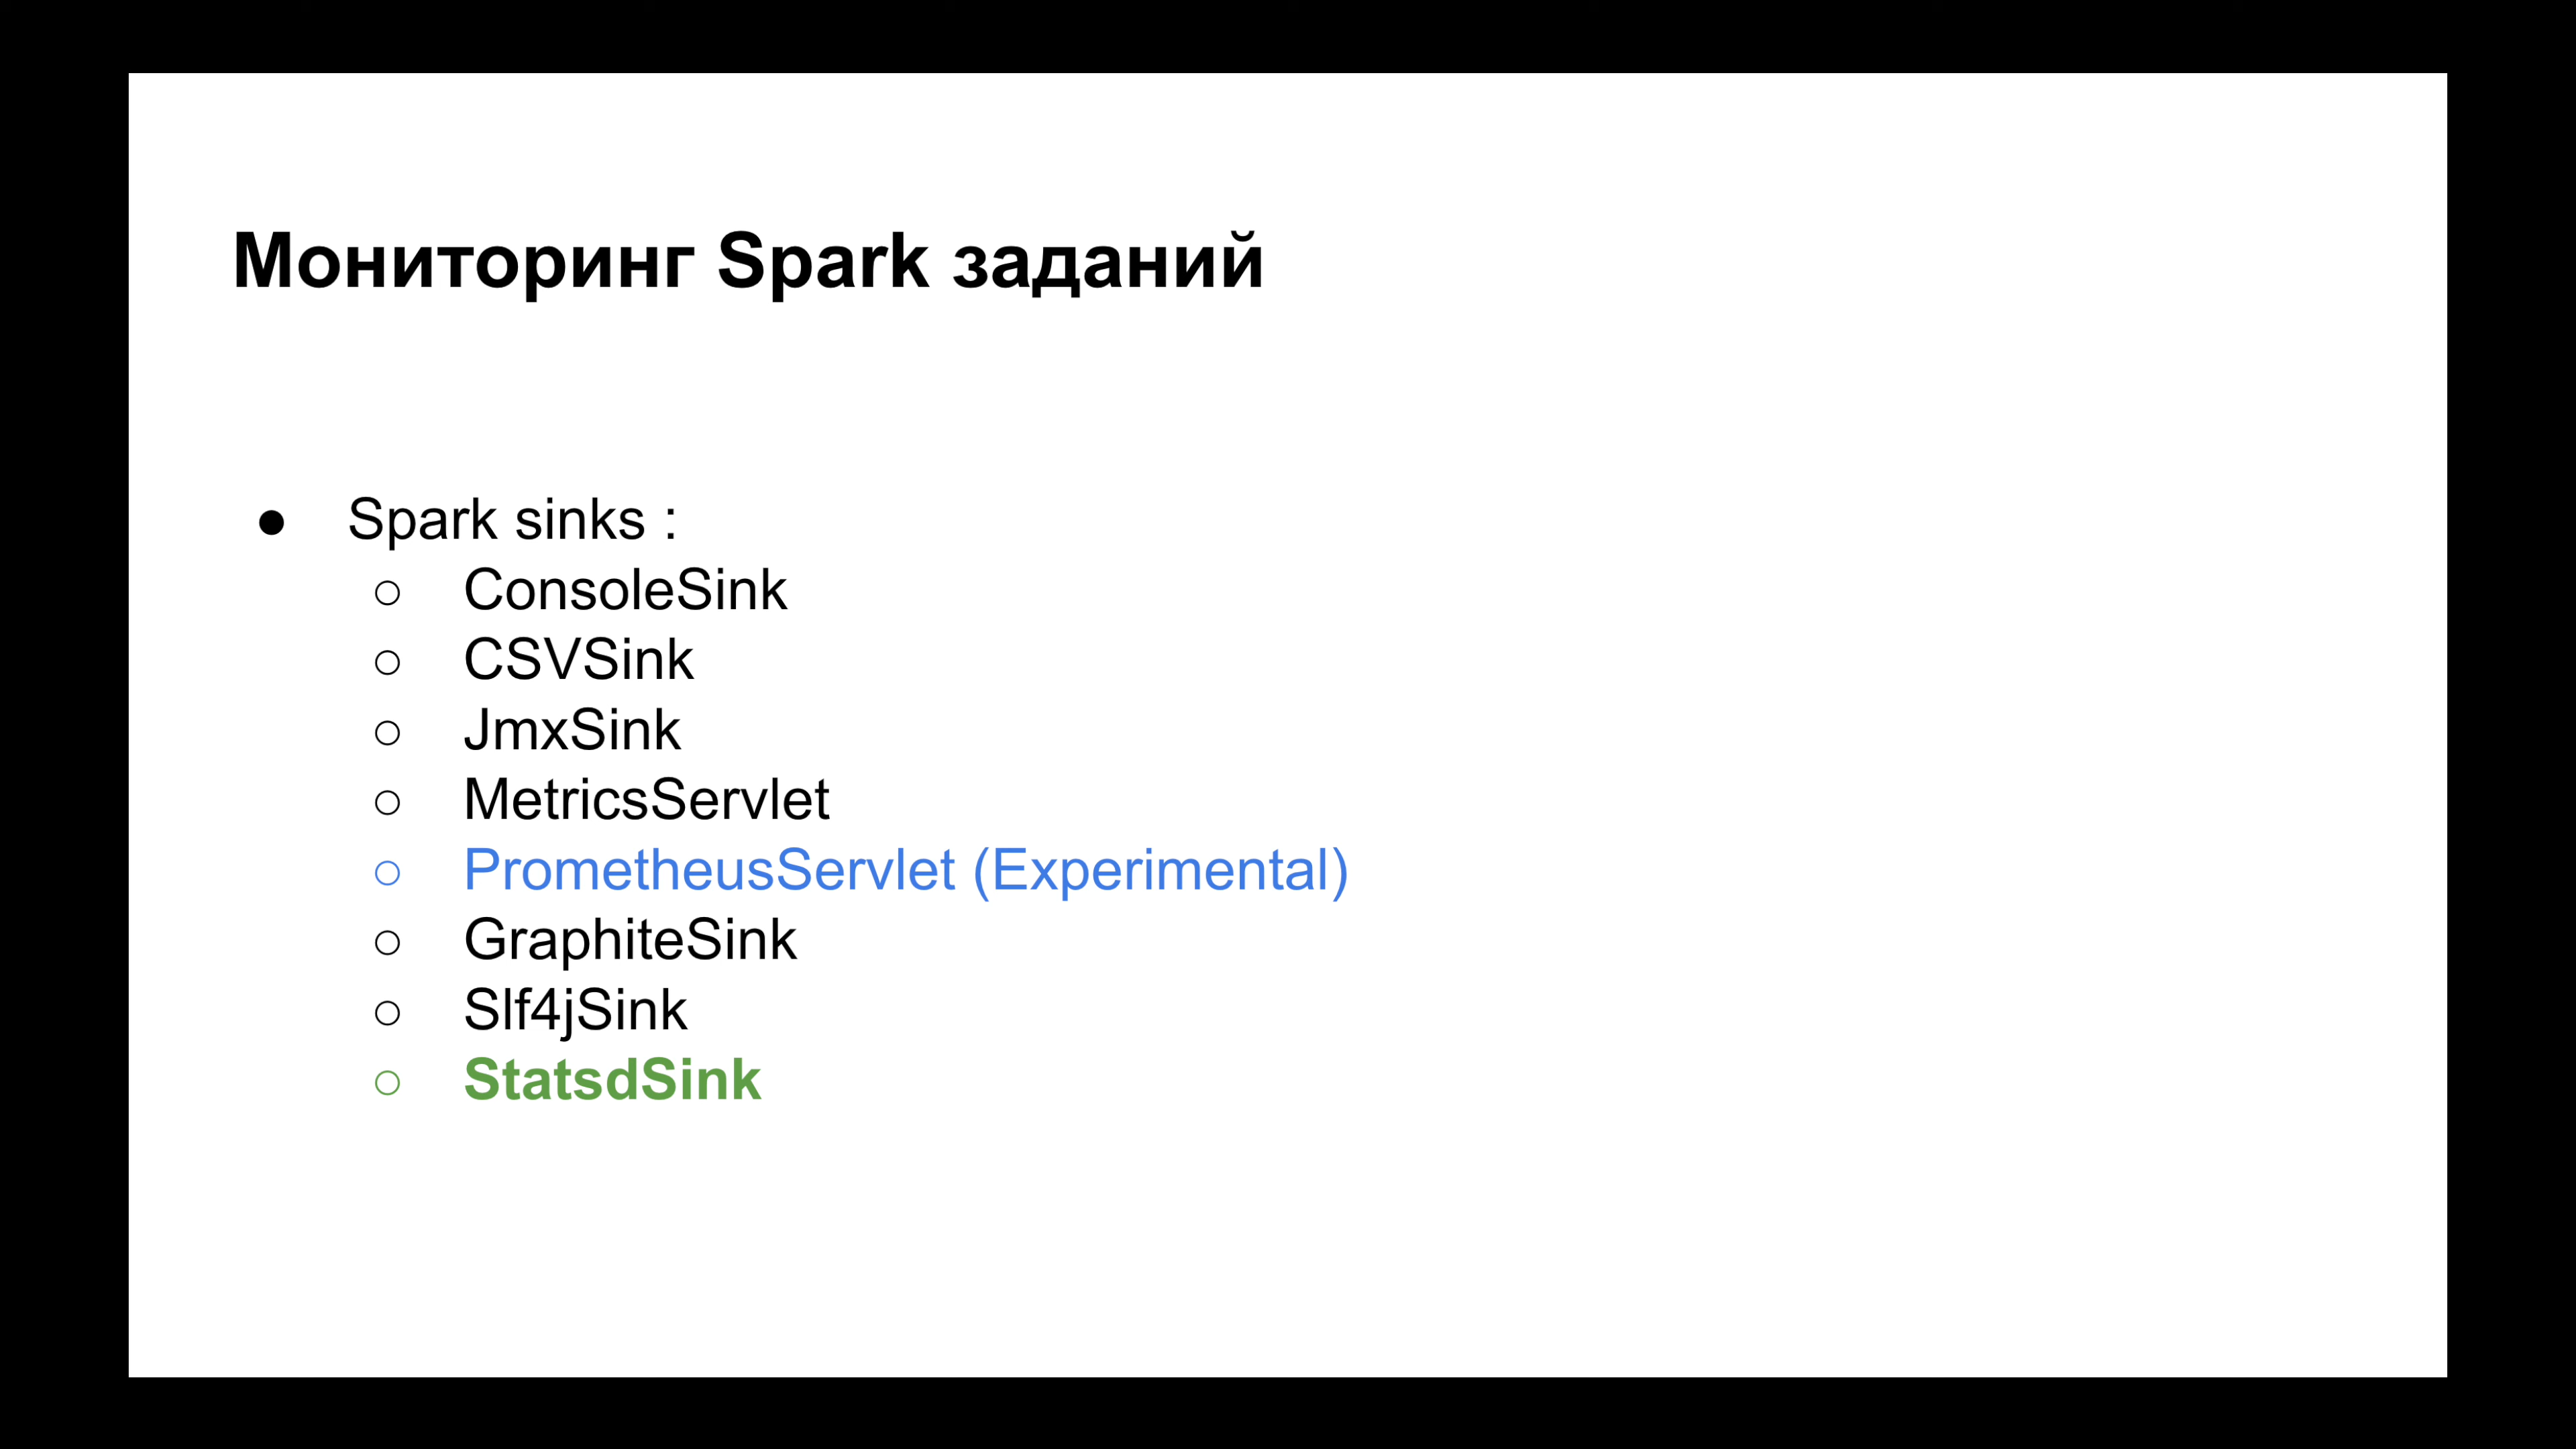 Мониторинг Spark заданий
● Spark sinks :
○ ConsoleSink
○ CSVSink
○ JmxSink
○ MetricsServlet
○ PrometheusServlet (Experimental)
○ GraphiteSink
○ Slf4jSink
○ StatsdSink